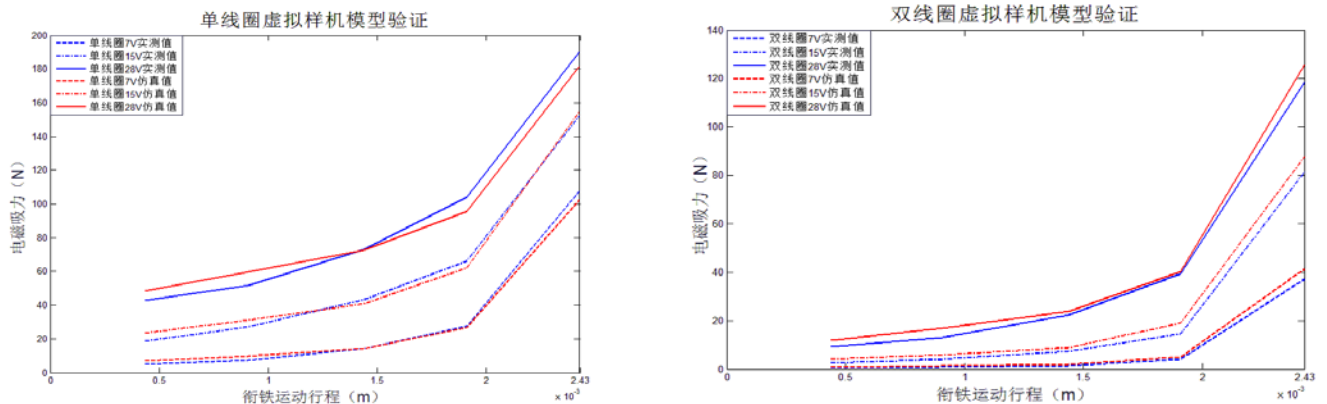 单线圈虚拟样机模型验证
200
180
160
140
120
100
80
60
40
20
0
电磁吸力（N）
单线圈7V实测值
单线圈15V实测值
单线圈28V实测值
单线圈7V仿真值
单线圈15V仿真值
单线圈28V仿真值
0 0.5 1 1.5 2 2.43
× 10⁻³
衔铁运动行程（m）
双线圈虚拟样机模型验证
140
120
100
80
60
40
20
0
电磁吸力（N）
双线圈7V实测值
双线圈15V实测值
双线圈28V实测值
双线圈7V仿真值
双线圈15V仿真值
双线圈28V仿真值
0 0.5 1 1.5 2 2.43
× 10⁻³
衔铁运动行程（m）